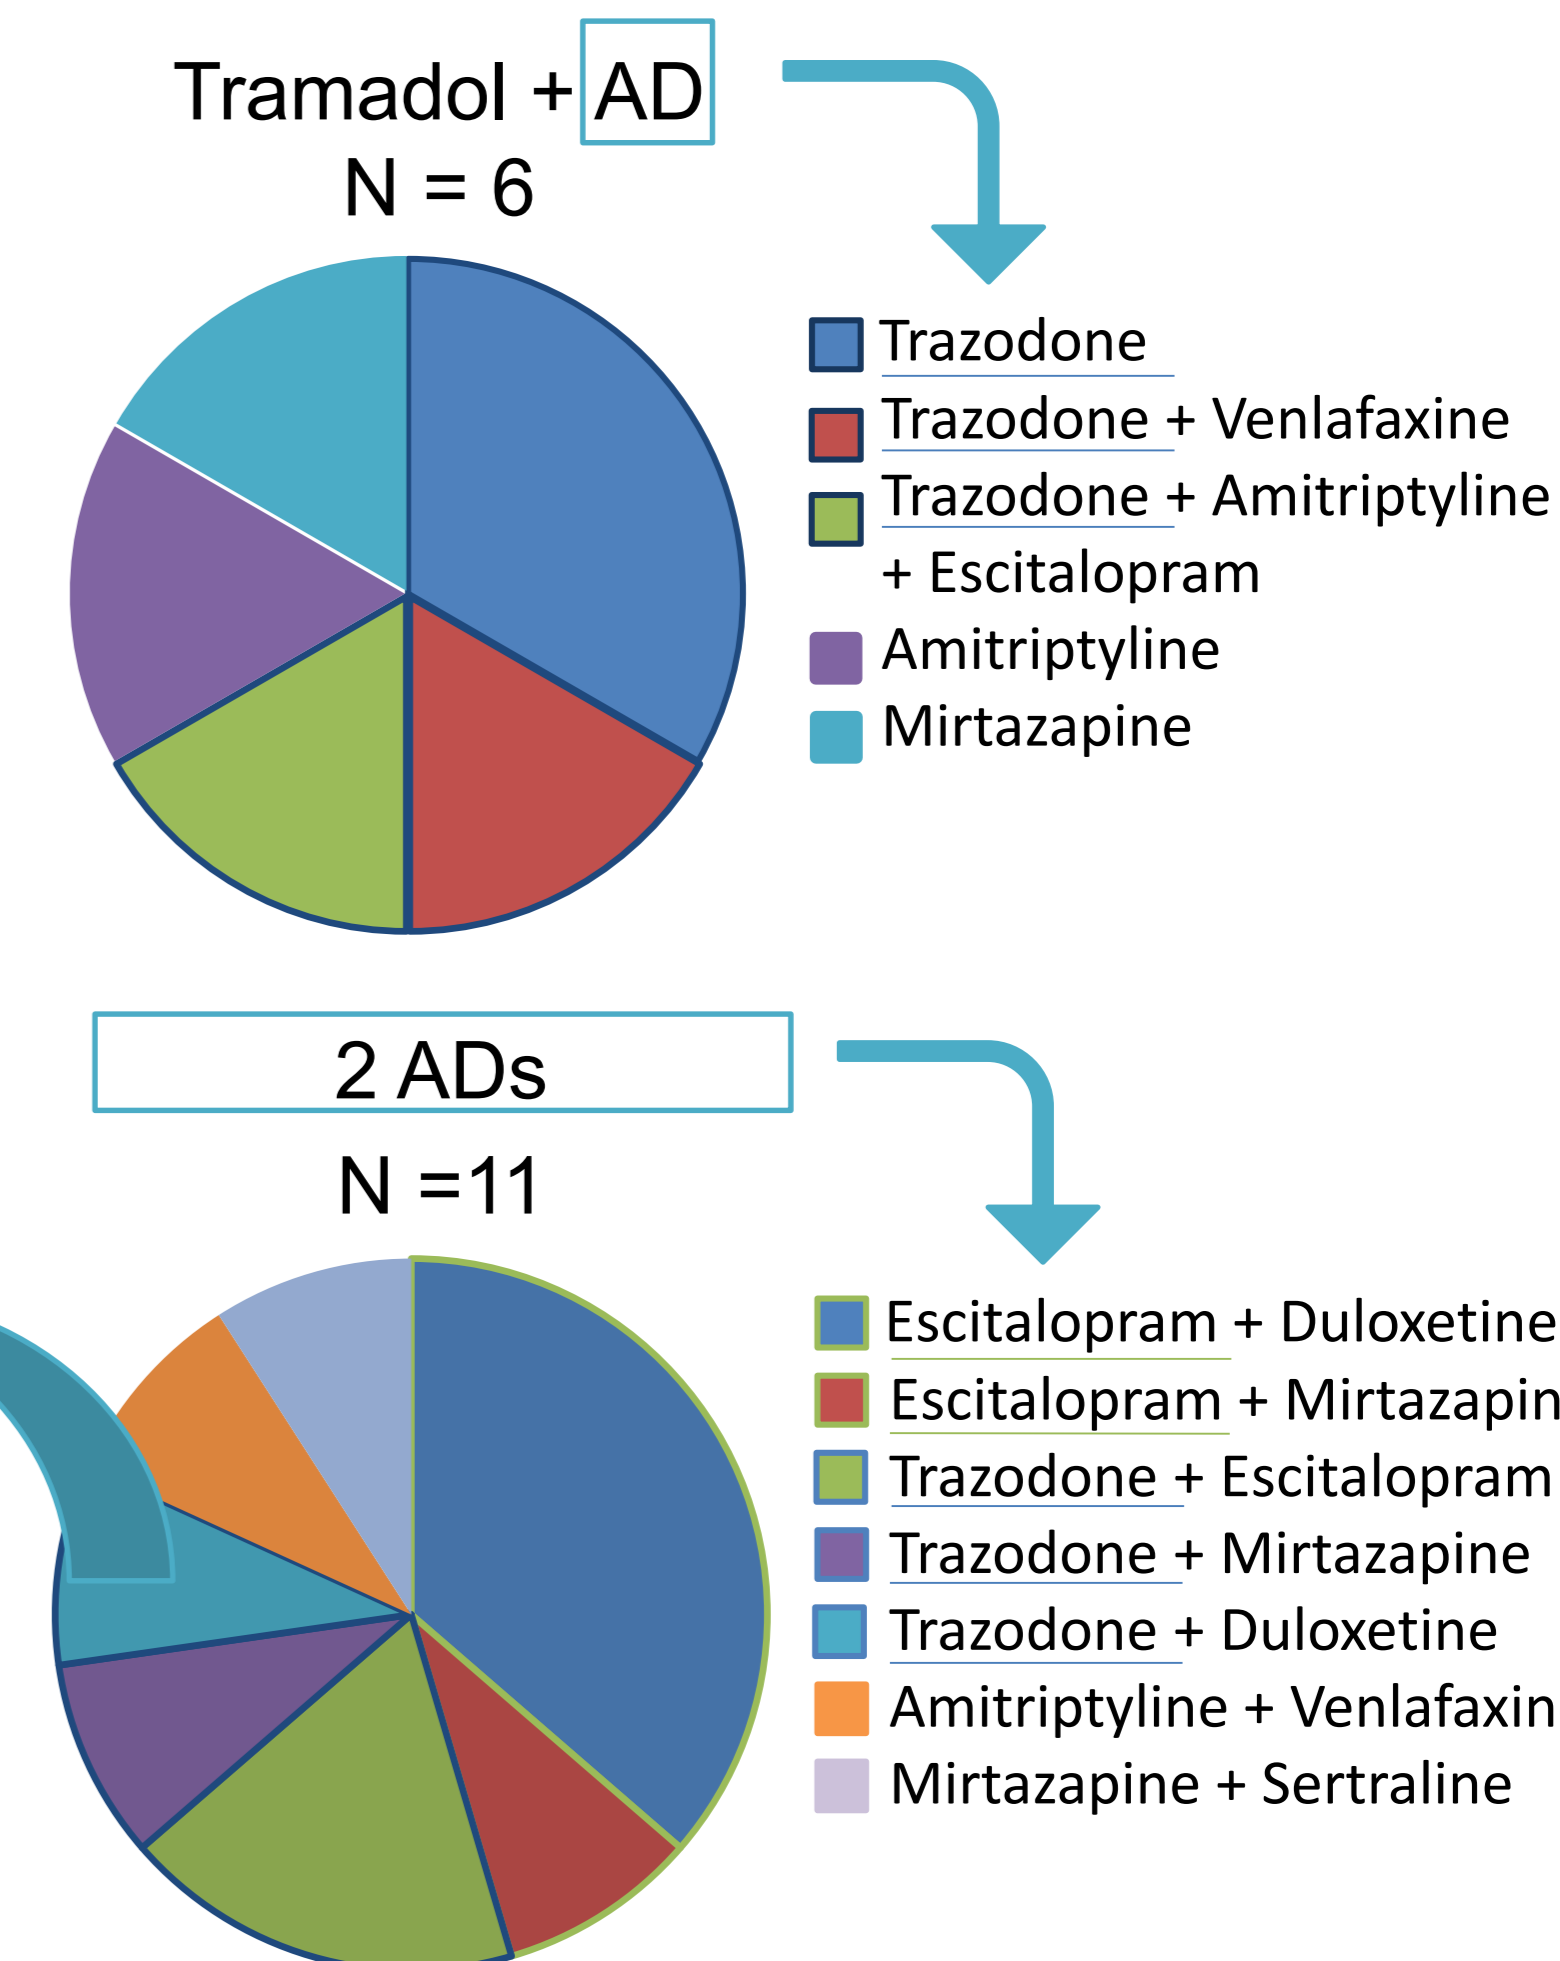 Tramadol + AD
N = 6
Trazodone
Trazodone + Venlafaxine
Trazodone + Amitriptyline
+ Escitalopram
Amitriptyline
Mirtazapine
2 ADs
N =11
Escitalopram + Duloxetine
Escitalopram + Mirtazapin
Trazodone + Escitalopram
Trazodone + Mirtazapine
Trazodone + Duloxetine
Amitriptyline + Venlafaxin
Mirtazapine + Sertraline